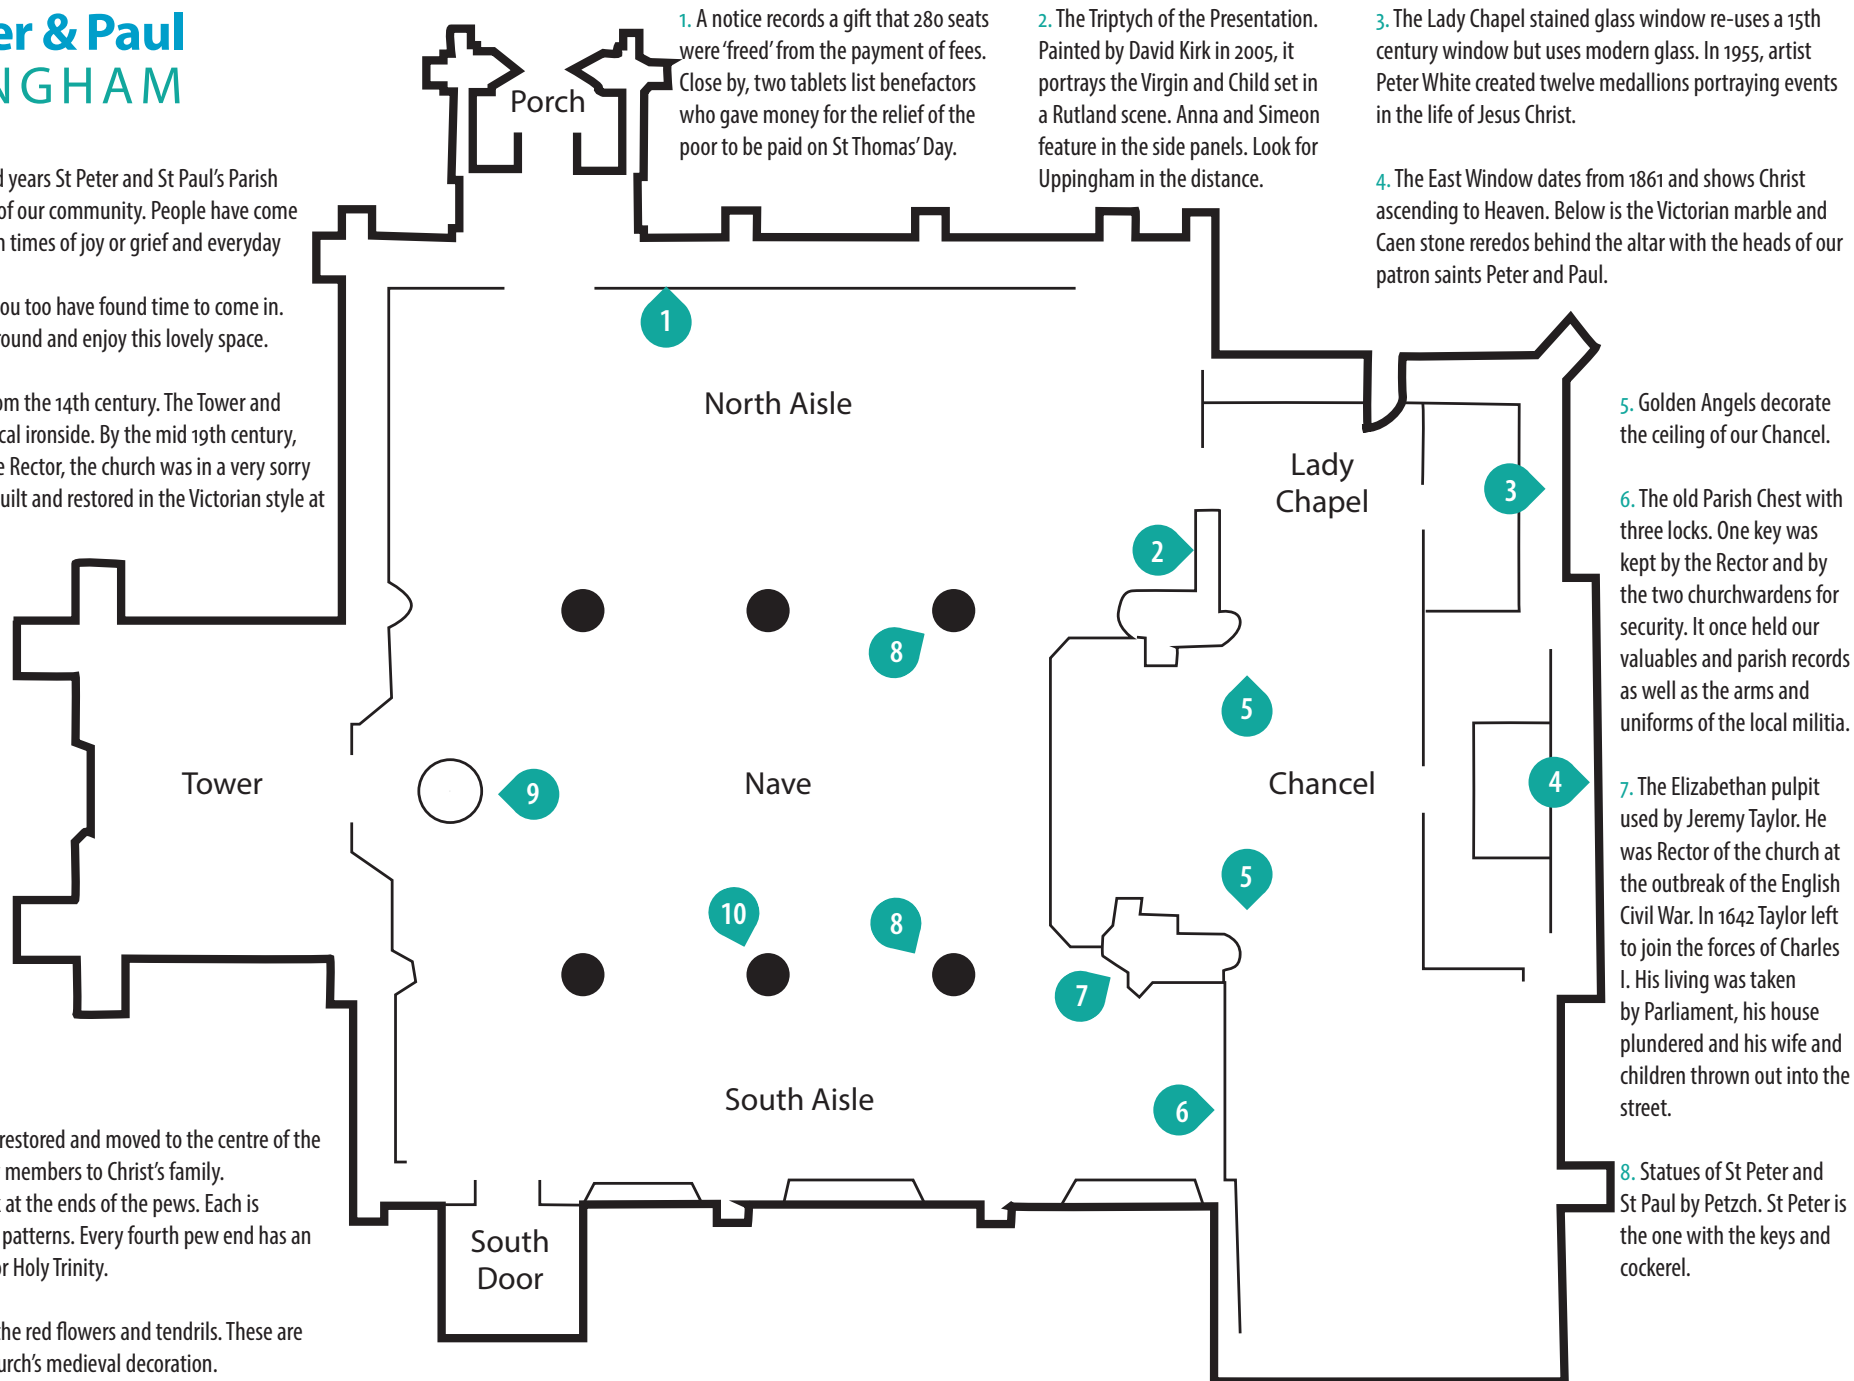 er & Paul
NGHAM
d years St Peter and St Paul's Parish
of our community. People have come
n times of joy or grief and everyday
ou too have found time to come in.
round and enjoy this lovely space.
om the 14th century. The Tower and
cal ironside. By the mid 19th century,
e Rector, the church was in a very sorry
uilt and restored in the Victorian style at
restored and moved to the centre of the
members to Christ's family.
at the ends of the pews. Each is
patterns. Every fourth pew end has an
or Holy Trinity.
the red flowers and tendrils. These are
urch's medieval decoration.
1. A notice records a gift that 280 seats
were 'freed' from the payment of fees.
Close by, two tablets list benefactors
who gave money for the relief of the
poor to be paid on St Thomas' Day.
2. The Triptych of the Presentation.
Painted by David Kirk in 2005, it
portrays the Virgin and Child set in
a Rutland scene. Anna and Simeon
feature in the side panels. Look for
Uppingham in the distance.
3. The Lady Chapel stained glass window re-uses a 15th
century window but uses modern glass. In 1955, artist
Peter White created twelve medallions portraying events
in the life of Jesus Christ.
4. The East Window dates from 1861 and shows Christ
ascending to Heaven. Below is the Victorian marble and
Caen stone reredos behind the altar with the heads of our
patron saints Peter and Paul.
5. Golden Angels decorate
the ceiling of our Chancel.
6. The old Parish Chest with
three locks. One key was
kept by the Rector and by
the two churchwardens for
security. It once held our
valuables and parish records
as well as the arms and
uniforms of the local militia.
7. The Elizabethan pulpit
used by Jeremy Taylor. He
was Rector of the church at
the outbreak of the English
Civil War. In 1642 Taylor left
to join the forces of Charles
I. His living was taken
by Parliament, his house
plundered and his wife and
children thrown out into the
street.
8. Statues of St Peter and
St Paul by Petzch. St Peter is
the one with the keys and
cockerel.
Porch
1
North Aisle
Lady
Chapel
3
2
8
5
Tower
9
Nave
Chancel
4
5
10
8
7
South Aisle
6
South
Door